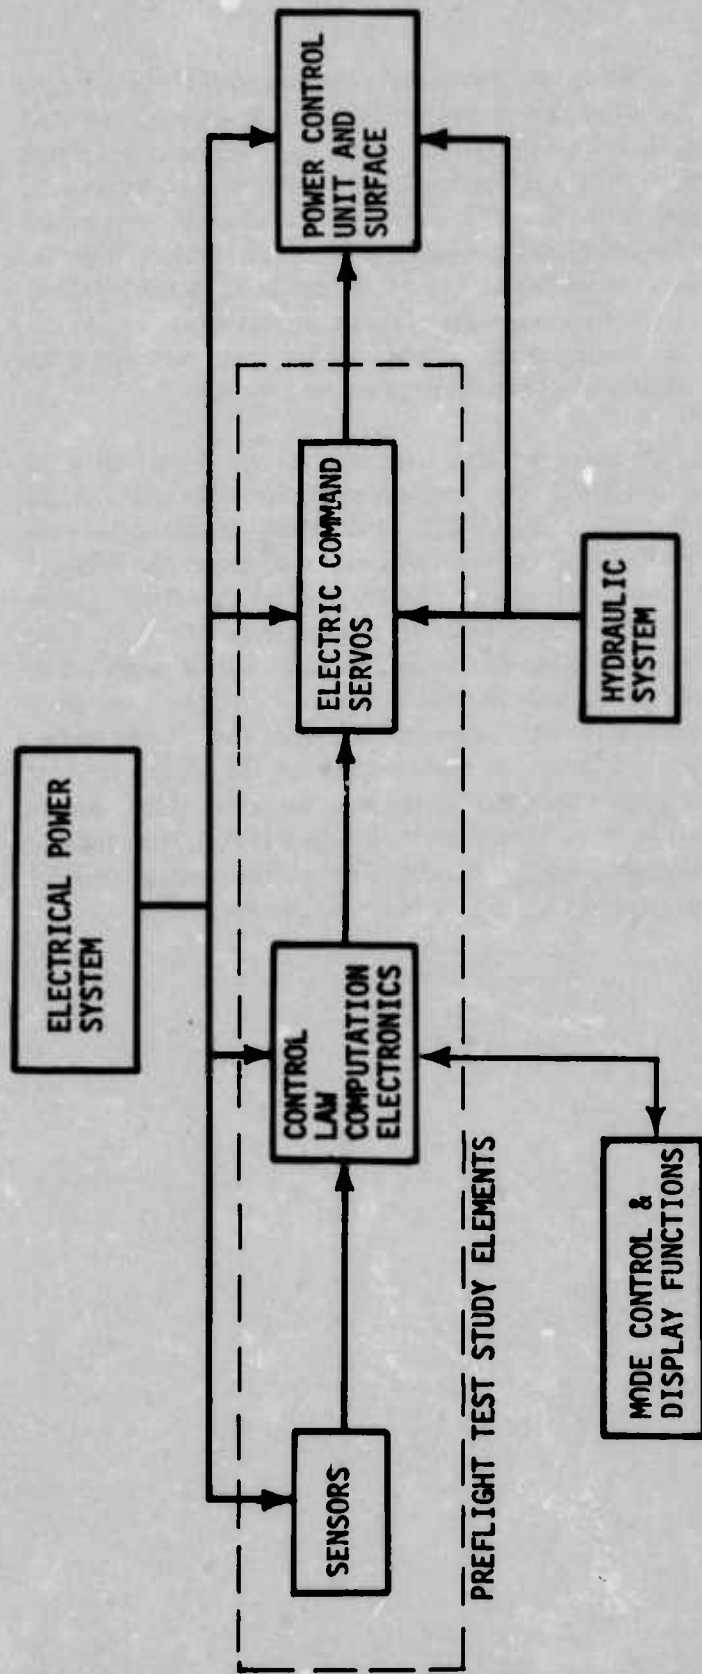 ELECTRICAL POWER
SYSTEM
SENSORS
CONTROL
LAW
COMPUTATION
ELECTRONICS
ELECTRIC COMMAND
SERVOS
POWER CONTROL
UNIT AND
SURFACE
PREFLIGHT TEST STUDY ELEMENTS
MODE CONTROL &
DISPLAY FUNCTIONS
HYDRAULIC
SYSTEM